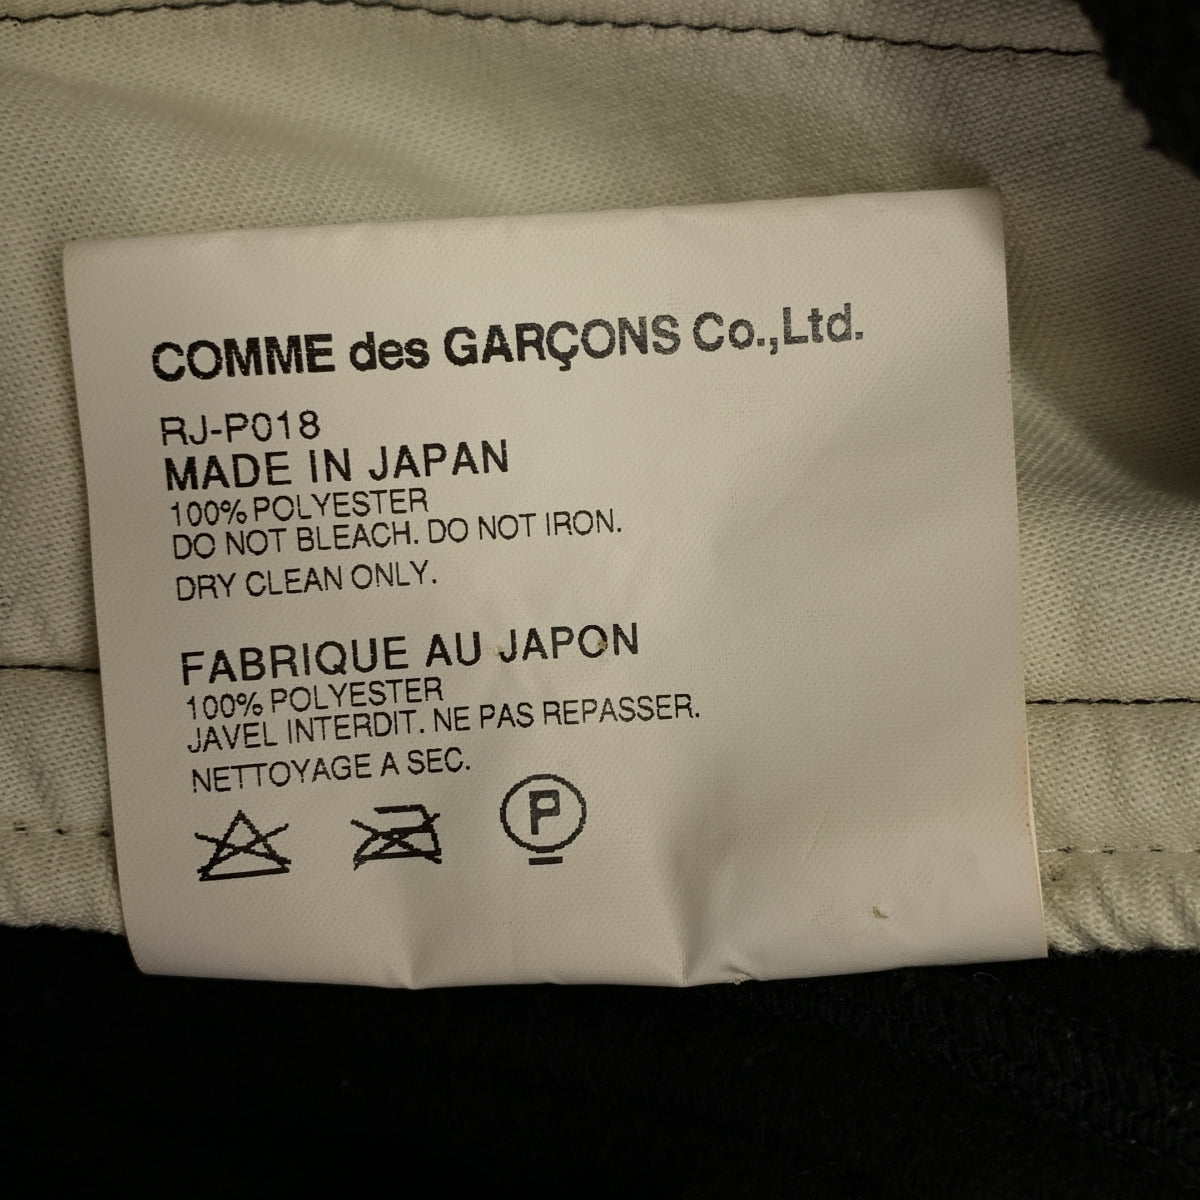 COMME des GARÇONS Co.,Ltd.
RJ-P018
MADE IN JAPAN
100% POLYESTER
DO NOT BLEACH. DO NOT IRON.
DRY CLEAN ONLY.
FABRIQUE AU JAPON
100% POLYESTER
JAVEL INTERDIT. NE PAS REPASSER.
NETTOYAGE A SEC.
P